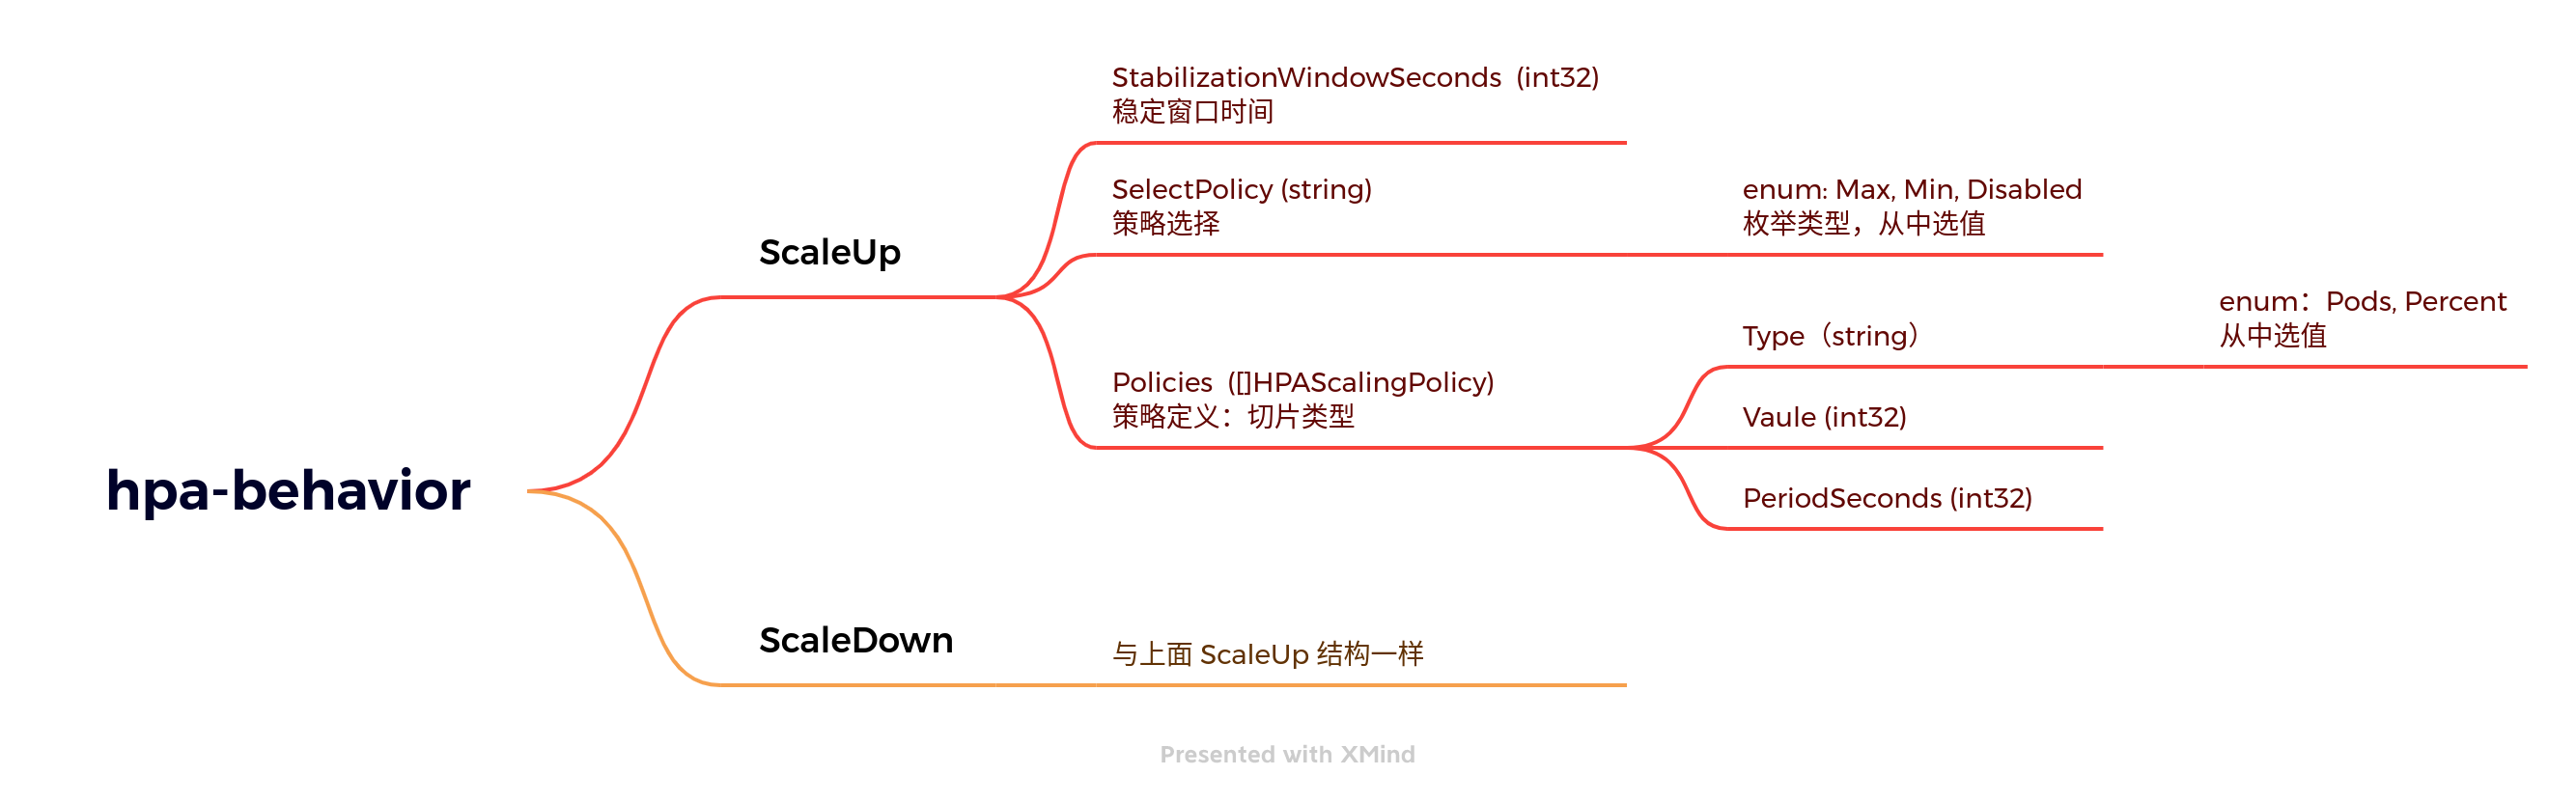 StabilizationWindowSeconds  (int32)
稳定窗口时间
SelectPolicy (string)
策略选择
enum: Max, Min, Disabled
枚举类型，从中选值
ScaleUp
enum：Pods, Percent
从中选值
Type（string）
Policies  ([]HPAScalingPolicy)
策略定义：切片类型
Vaule (int32)
PeriodSeconds (int32)
hpa-behavior
ScaleDown
与上面 ScaleUp 结构一样
Presented with XMind